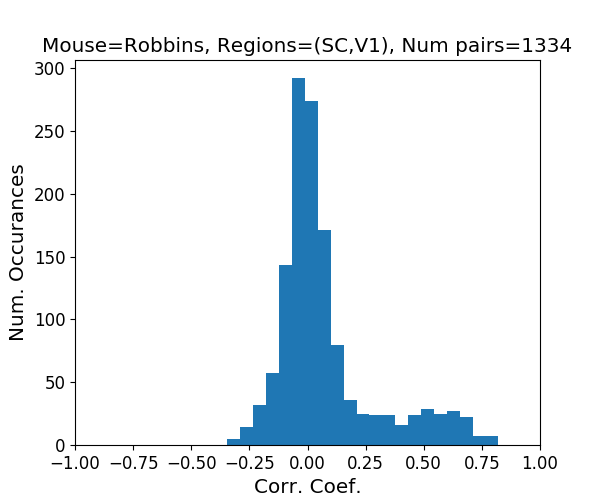 Mouse=Robbins, Regions=(SC,V1), Num pairs=1334
300
250
200
150
100
50
0
Num. Occurances
−1.00 −0.75 −0.50 −0.25 0.00 0.25 0.50 0.75 1.00
Corr. Coef.